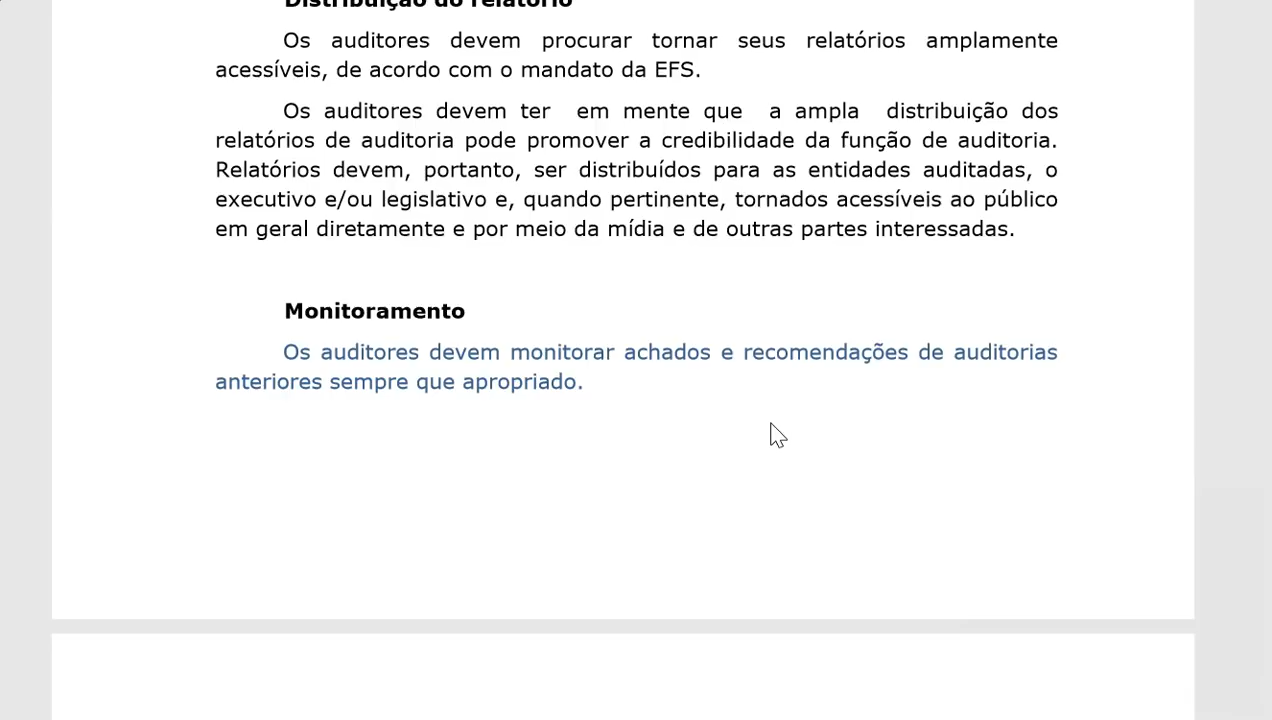 Distribuição do relatório
Os auditores devem procurar tornar seus relatórios amplamente
acessíveis, de acordo com o mandato da EFS.
Os auditores devem ter em mente que a ampla distribuição dos
relatórios de auditoria pode promover a credibilidade da função de auditoria.
Relatórios devem, portanto, ser distribuídos para as entidades auditadas, o
executivo e/ou legislativo e, quando pertinente, tornados acessíveis ao público
em geral diretamente e por meio da mídia e de outras partes interessadas.
Monitoramento
Os auditores devem monitorar achados e recomendações de auditorias
anteriores sempre que apropriado.